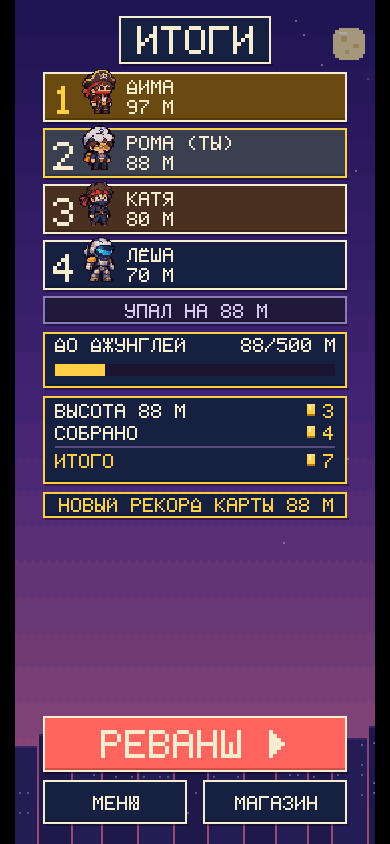 ИТОГИ
1 ДИМА
97 М
2 РОМА (ТЫ)
88 М
3 КАТЯ
80 М
4 ЛЁША
70 М
УПАЛ НА 88 М
ДО ДЖУНГЛЕЙ 88/500 М
ВЫСОТА 88 М 3
СОБРАНО 4
ИТОГО 7
НОВЫЙ РЕКОРД КАРТЫ 88 М
РЕВАНШ
МЕНЮ МАГАЗИН